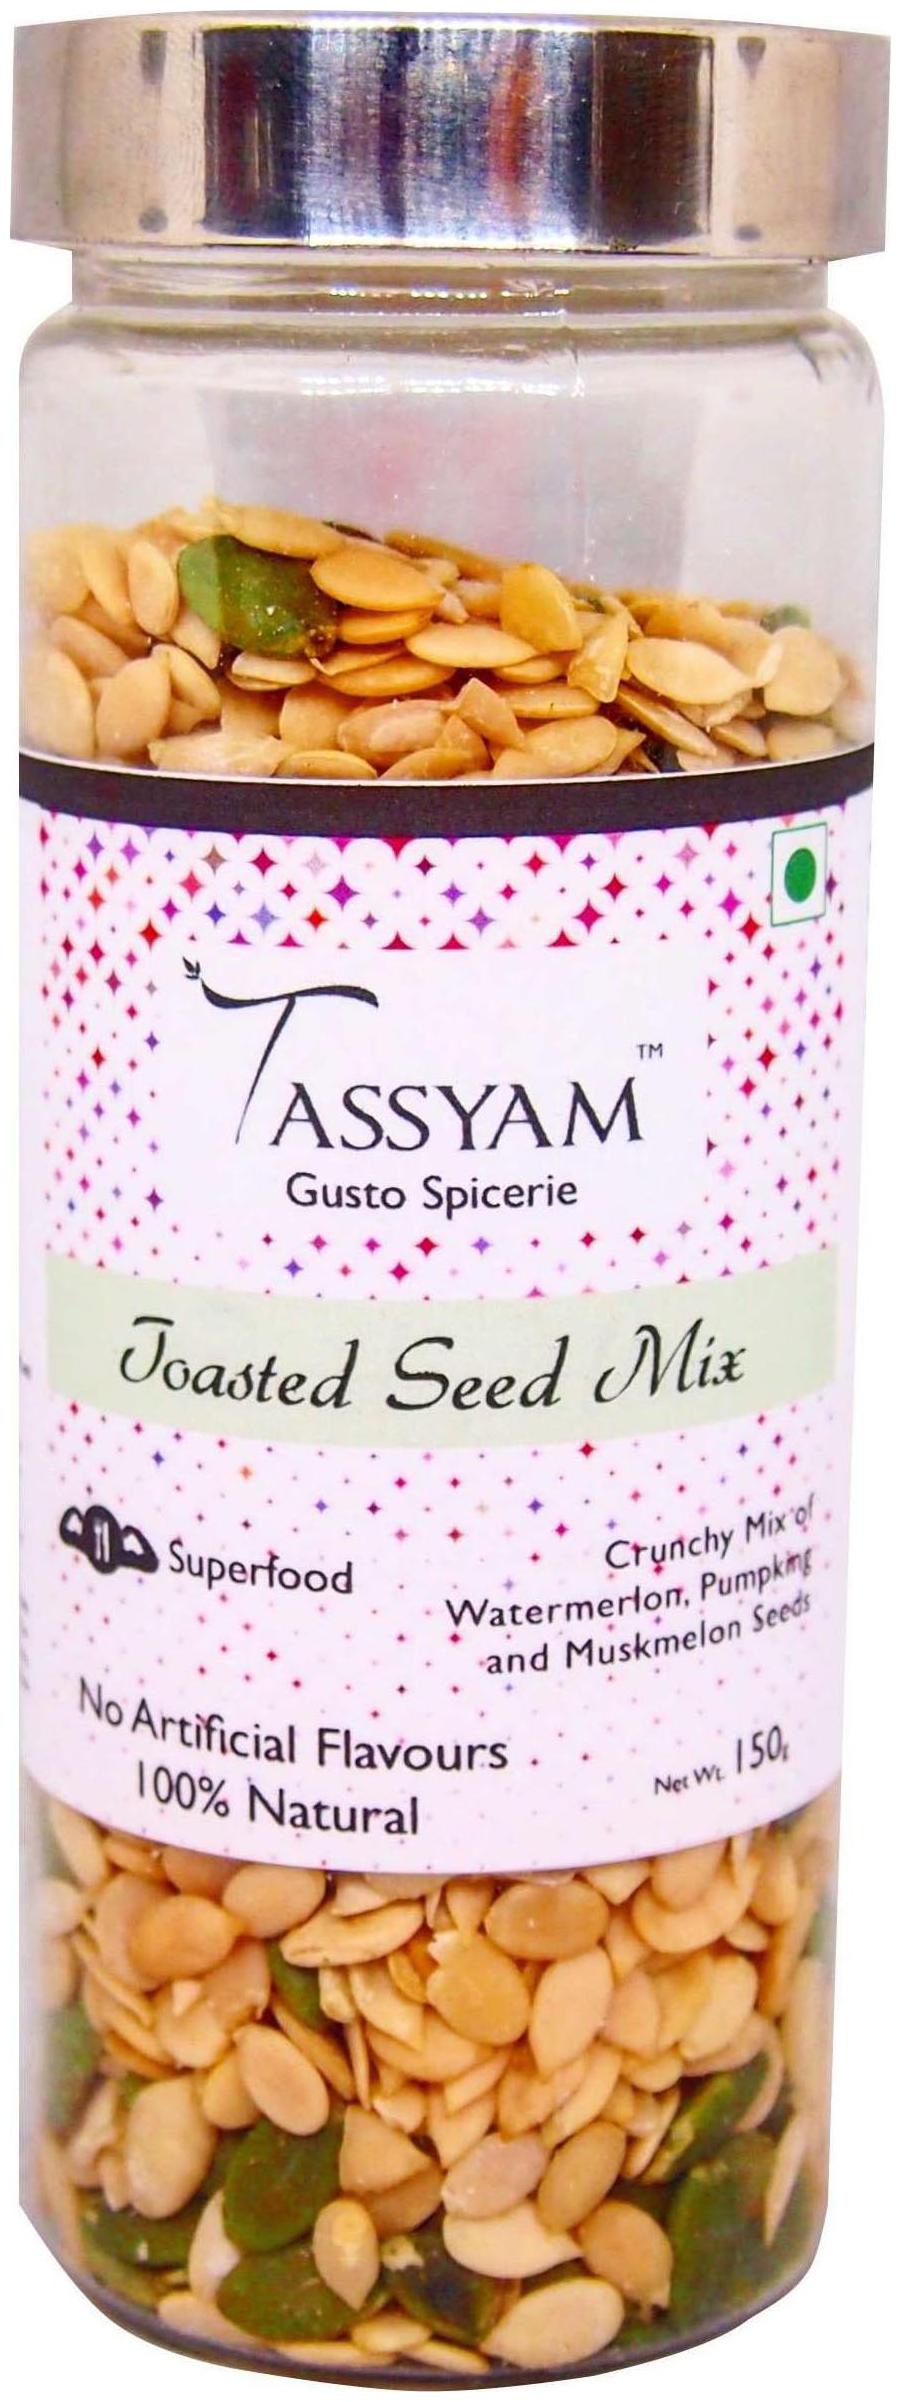 TASSYAM™
Gusto Spicerie
Toasted Seed Mix
Superfood
Crunchy Mix of
Watermerlon, Pumpking
and Muskmelon Seeds
No Artificial Flavours
100% Natural
Net Wt. 150g